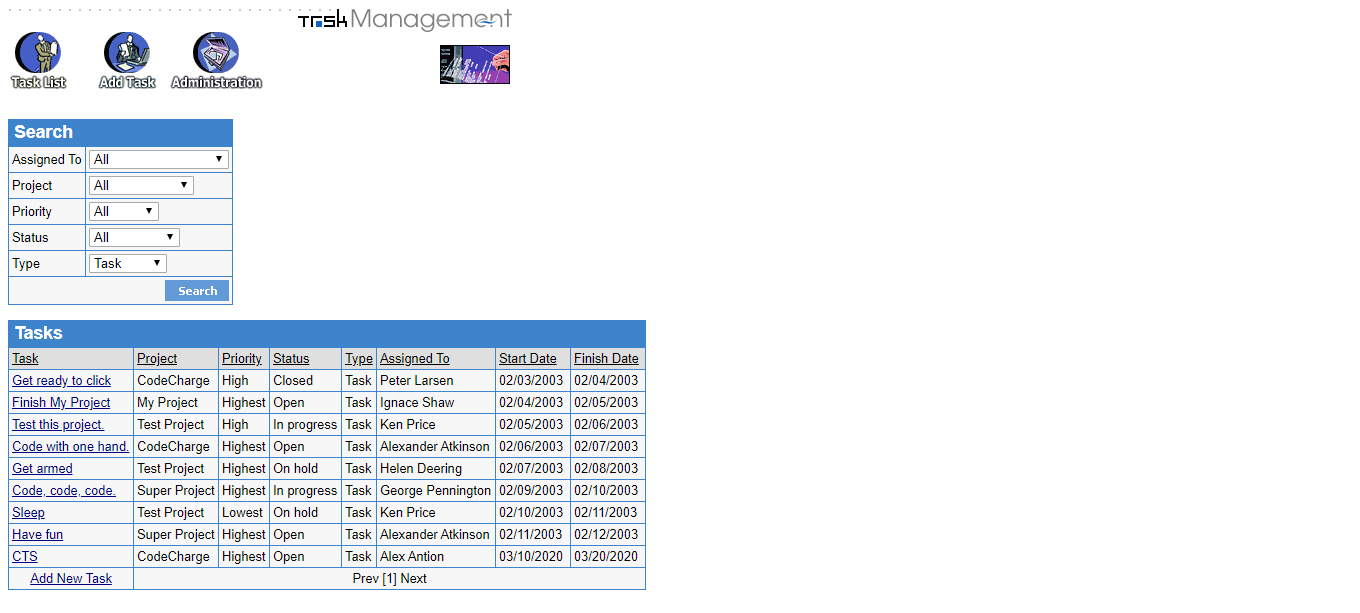 Task Management
Task List Add Task Administration
Search
Assigned To All
Project All
Priority All
Status All
Type Task
Search
Tasks
Task Project Priority Status Type Assigned To Start Date Finish Date
Get ready to click CodeCharge High Closed Task Peter Larsen 02/03/2003 02/04/2003
Finish My Project My Project Highest Open Task Ignace Shaw 02/04/2003 02/05/2003
Test this project. Test Project High In progress Task Ken Price 02/05/2003 02/06/2003
Code with one hand. CodeCharge Highest Open Task Alexander Atkinson 02/06/2003 02/07/2003
Get armed Test Project Highest On hold Task Helen Deering 02/07/2003 02/08/2003
Code, code, code. Super Project Highest In progress Task George Pennington 02/09/2003 02/10/2003
Sleep Test Project Lowest On hold Task Ken Price 02/10/2003 02/11/2003
Have fun Super Project Highest Open Task Alexander Atkinson 02/11/2003 02/12/2003
CTS CodeCharge Highest Open Task Alex Antion 03/10/2020 03/20/2020
Add New Task Prev [1] Next